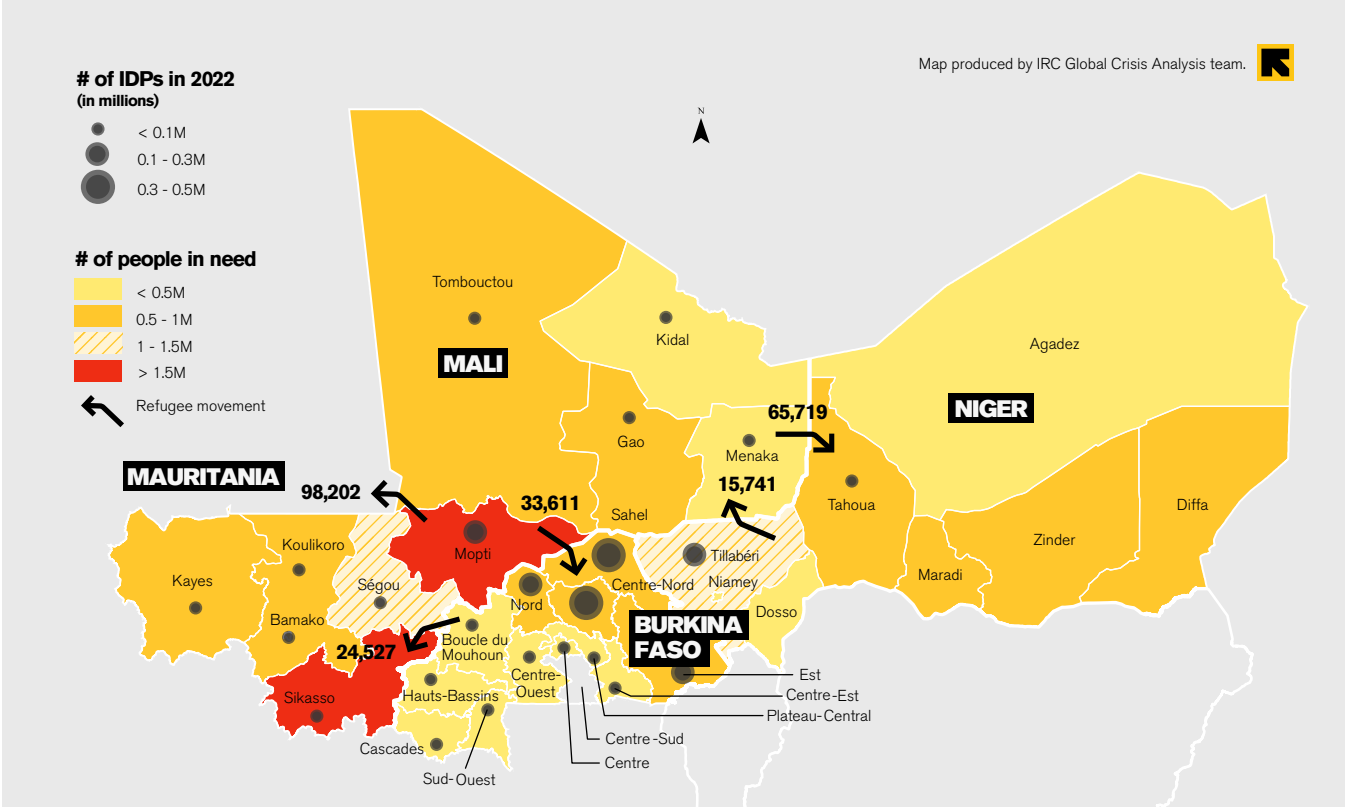 # of IDPs in 2022
(in millions)
< 0.1M
0.1 - 0.3M
0.3 - 0.5M
# of people in need
< 0.5M
0.5 - 1M
1 - 1.5M
> 1.5M
Refugee movement
Map produced by IRC Global Crisis Analysis team.
N
Tombouctou
Kidal
MALI
Agadez
NIGER
65,719
Gao
Menaka
MAURITANIA
98,202
33,611
15,741
Sahel
Tahoua
Diffa
Koulikoro
Mopti
Tillabéri
Zinder
Kayes
Ségou
Centre-Nord
Niamey
Maradi
Nord
Dosso
Bamako
BURKINA
FASO
24,527
Boucle du
Mouhoun
Centre-
Ouest
Est
Sikasso
Hauts-Bassins
Centre-Est
Plateau-Central
Cascades
Centre-Sud
Centre
Sud-Ouest